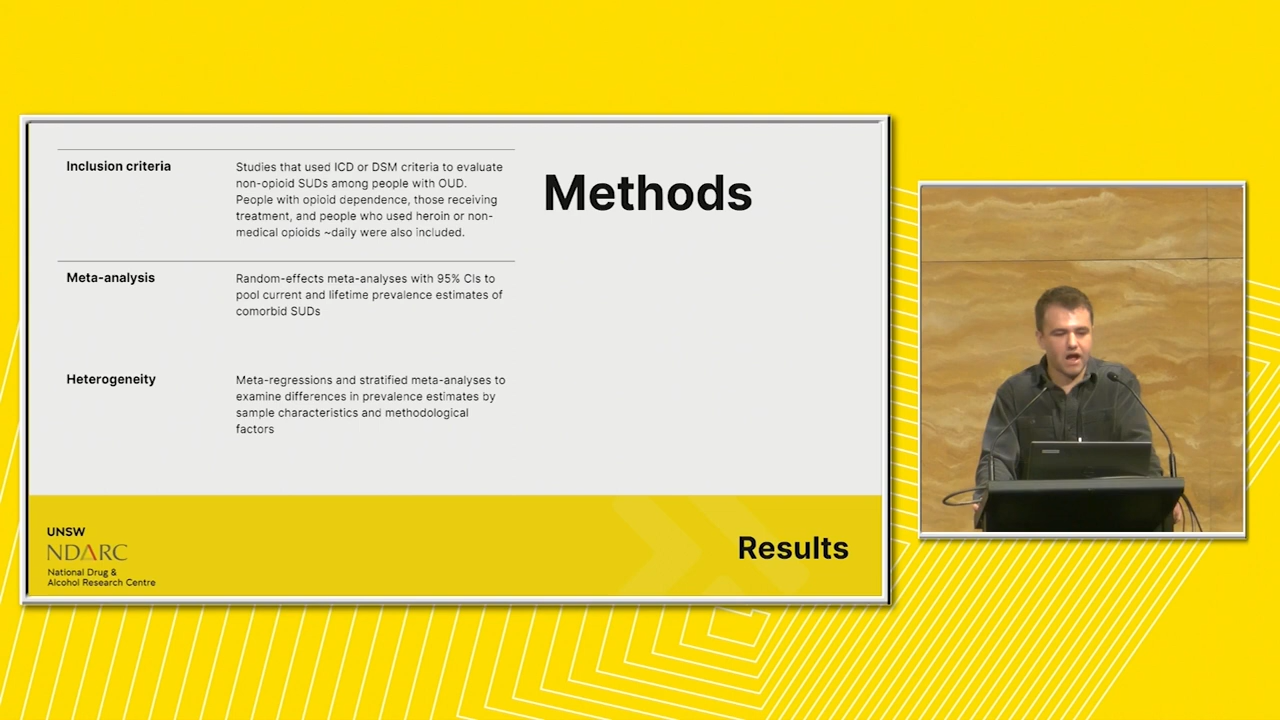 Inclusion criteria
Studies that used ICD or DSM criteria to evaluate
non-opioid SUDs among people with OUD.
People with opioid dependence, those receiving
treatment, and people who used heroin or non-
medical opioids ~daily were also included.
Meta-analysis
Random-effects meta-analyses with 95% CIs to
pool current and lifetime prevalence estimates of
comorbid SUDs
Heterogeneity
Meta-regressions and stratified meta-analyses to
examine differences in prevalence estimates by
sample characteristics and methodological
factors
Methods
UNSW
NDARC
National Drug &
Alcohol Research Centre
Results